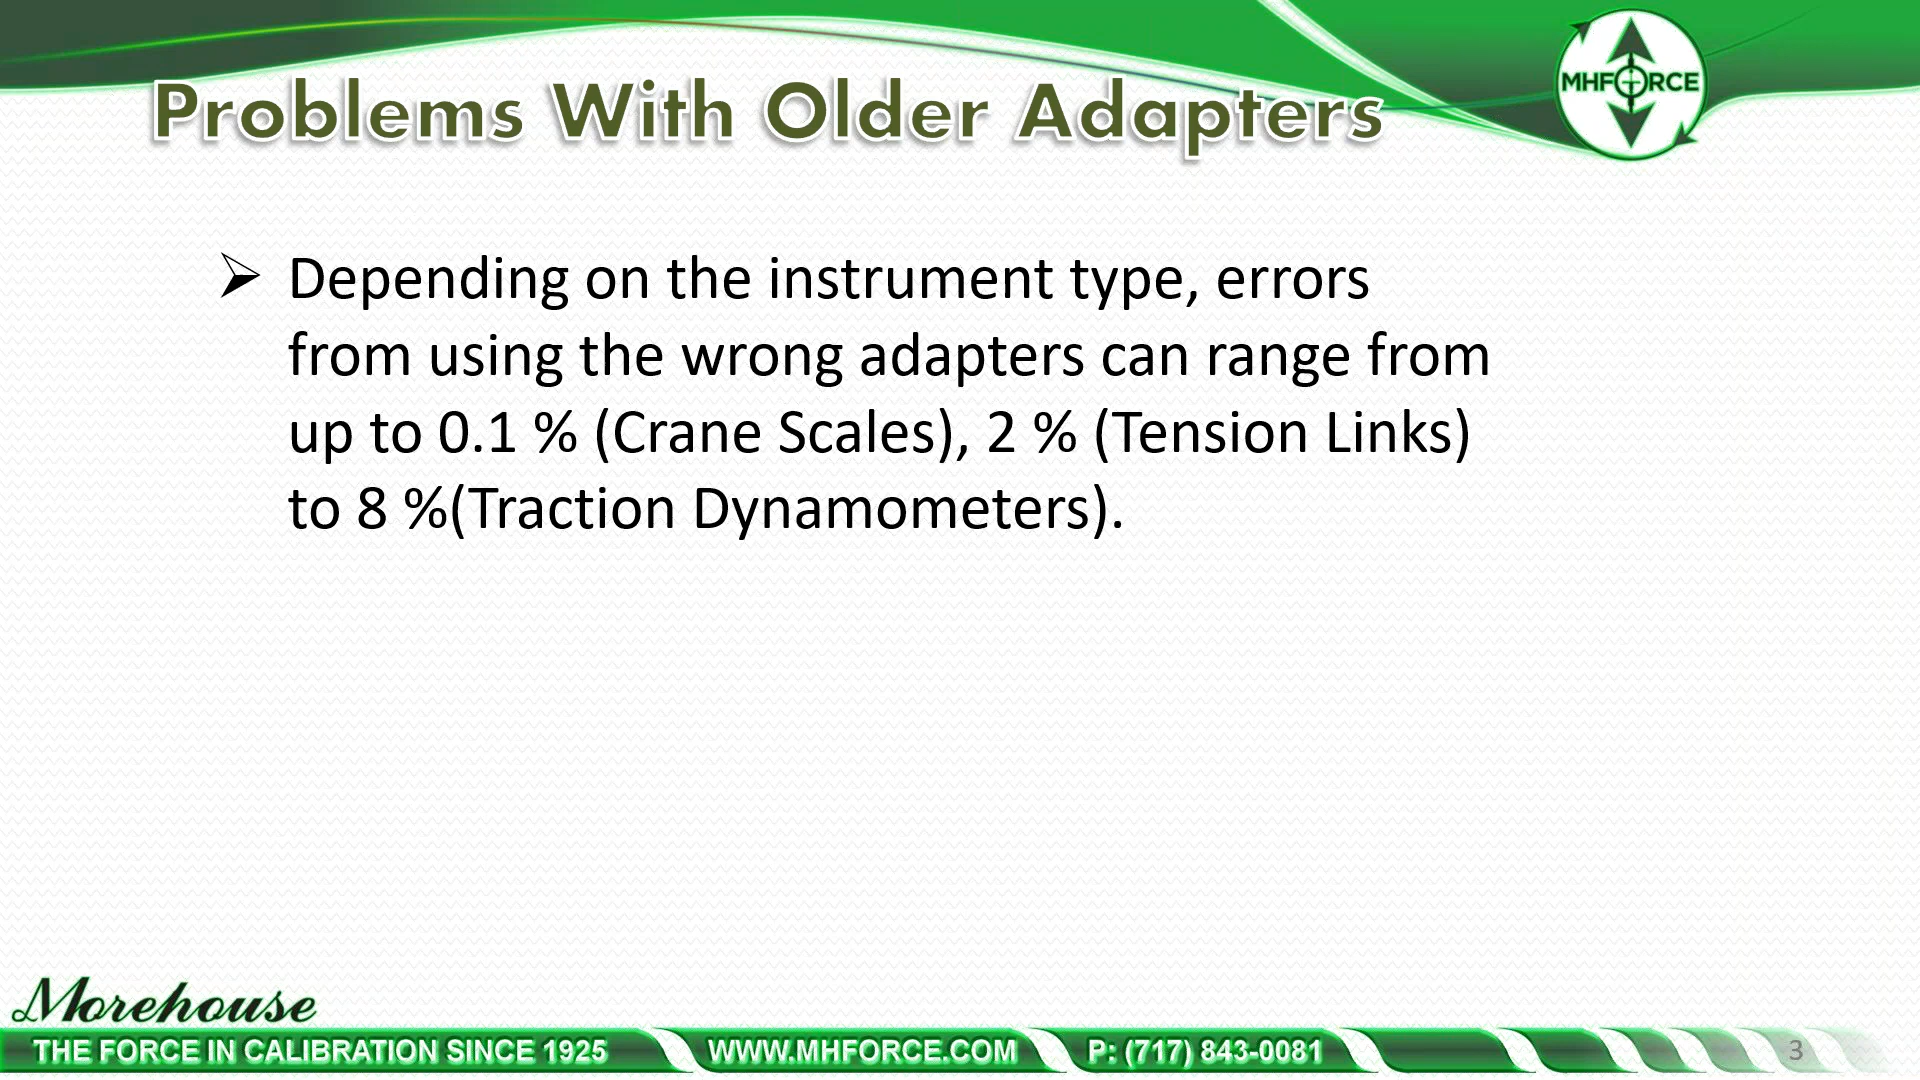 MHFORCE
Problems With Older Adapters
➢ Depending on the instrument type, errors
from using the wrong adapters can range from
up to 0.1 % (Crane Scales), 2 % (Tension Links)
to 8 %(Traction Dynamometers).
Morehouse
THE FORCE IN CALIBRATION SINCE 1925 WWW.MHFORCE.COM P: (717) 843-0081 3